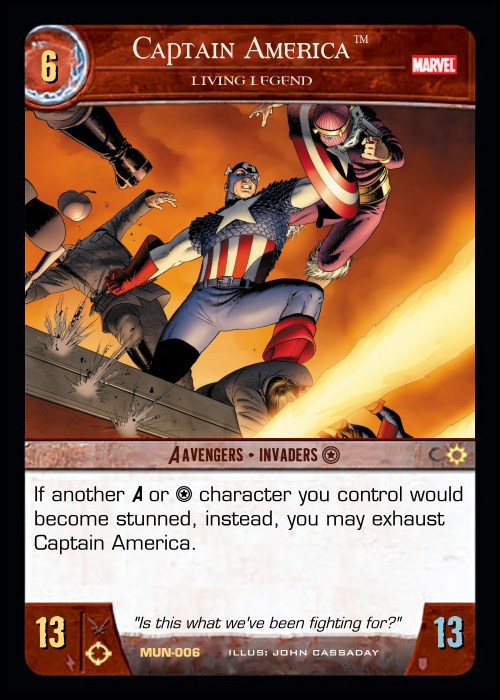 6
CAPTAIN AMERICA™
MARVEL
LIVING LEGEND
A AVENGERS • INVADERS
C
If another A or character you control would
become stunned, instead, you may exhaust
Captain America.
"Is this what we've been fighting for?"
13
13
MUN-006 ILLUS: JOHN CASSADAY